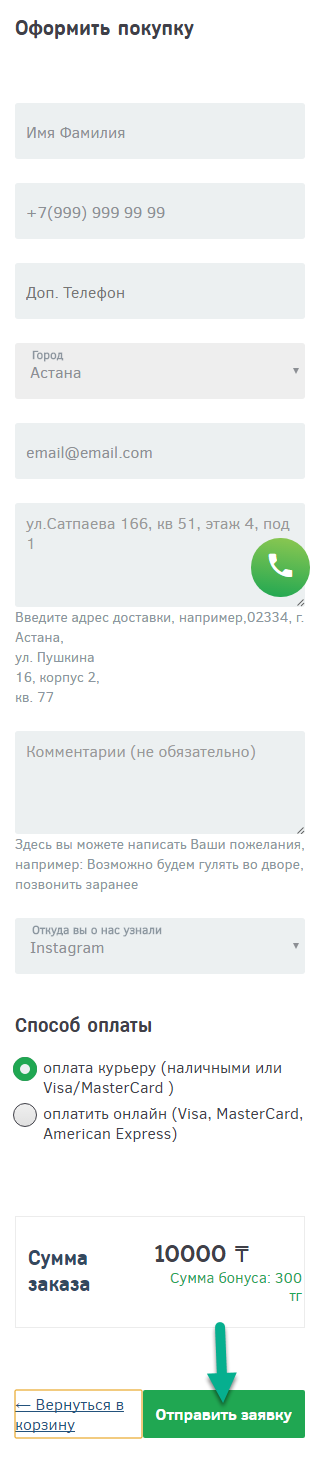 Оформить покупку
Имя Фамилия
+7(999) 999 99 99
Доп. Телефон
Город
Астана
email@email.com
ул.Сатпаева 166, кв 51, этаж 4, под
1
Введите адрес доставки, например,02334, г.
Астана,
ул. Пушкина
16, корпус 2,
кв. 77
Комментарии (не обязательно)
Здесь вы можете написать Ваши пожелания,
например: Возможно будем гулять во дворе,
позвонить заранее
Откуда вы о нас узнали
Instagram
Способ оплаты
оплата курьеру (наличными или
Visa/MasterCard )
оплатить онлайн (Visa, MasterCard,
American Express)
Сумма
заказа
10000 ₸
Сумма бонуса: 300
тг
← Вернуться в
корзину
Отправить заявку